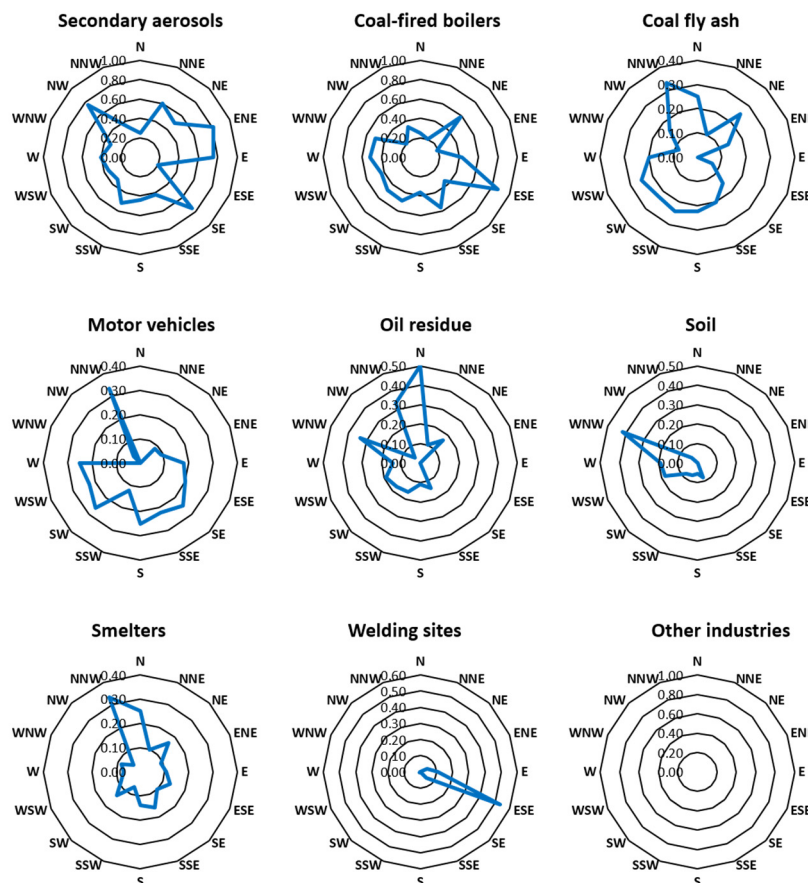 Secondary aerosols
N
NNW 1.00 NNE
NW 0.80 NE
0.60
WNW 0.40 ENE
0.20
W 0.00 E
WSW ESE
SW SE
SSW SSE
S
Coal-fired boilers
N
NNW 1.00 NNE
NW 0.80 NE
0.60
WNW 0.40 ENE
0.20
W 0.00 E
WSW ESE
SW SE
SSW SSE
S
Coal fly ash
N
NNW 0.40 NNE
NW 0.30 NE
0.20
WNW ENE
0.10
W 0.00 E
WSW ESE
SW SE
SSW SSE
S
Motor vehicles
N
NNW 0.40 NNE
NW 0.30 NE
0.20
WNW ENE
0.10
W 0.00 E
WSW ESE
SW SE
SSW SSE
S
Oil residue
N
NNW 0.50 NNE
NW 0.40 NE
0.30
WNW 0.20 ENE
0.10
W 0.00 E
WSW ESE
SW SE
SSW SSE
S
Soil
N
NNW 0.50 NNE
NW 0.40 NE
0.30
WNW 0.20 ENE
0.10
W 0.00 E
WSW ESE
SW SE
SSW SSE
S
Smelters
N
NNW 0.40 NNE
NW 0.30 NE
0.20
WNW ENE
0.10
W 0.00 E
WSW ESE
SW SE
SSW SSE
S
Welding sites
N
NNW 0.60 NNE
NW 0.50 NE
0.40
WNW 0.30 ENE
0.20
0.10
W 0.00 E
WSW ESE
SW SE
SSW SSE
S
Other industries
N
NNW 1.00 NNE
NW 0.80 NE
0.60
WNW 0.40 ENE
0.20
W 0.00 E
WSW ESE
SW SE
SSW SSE
S